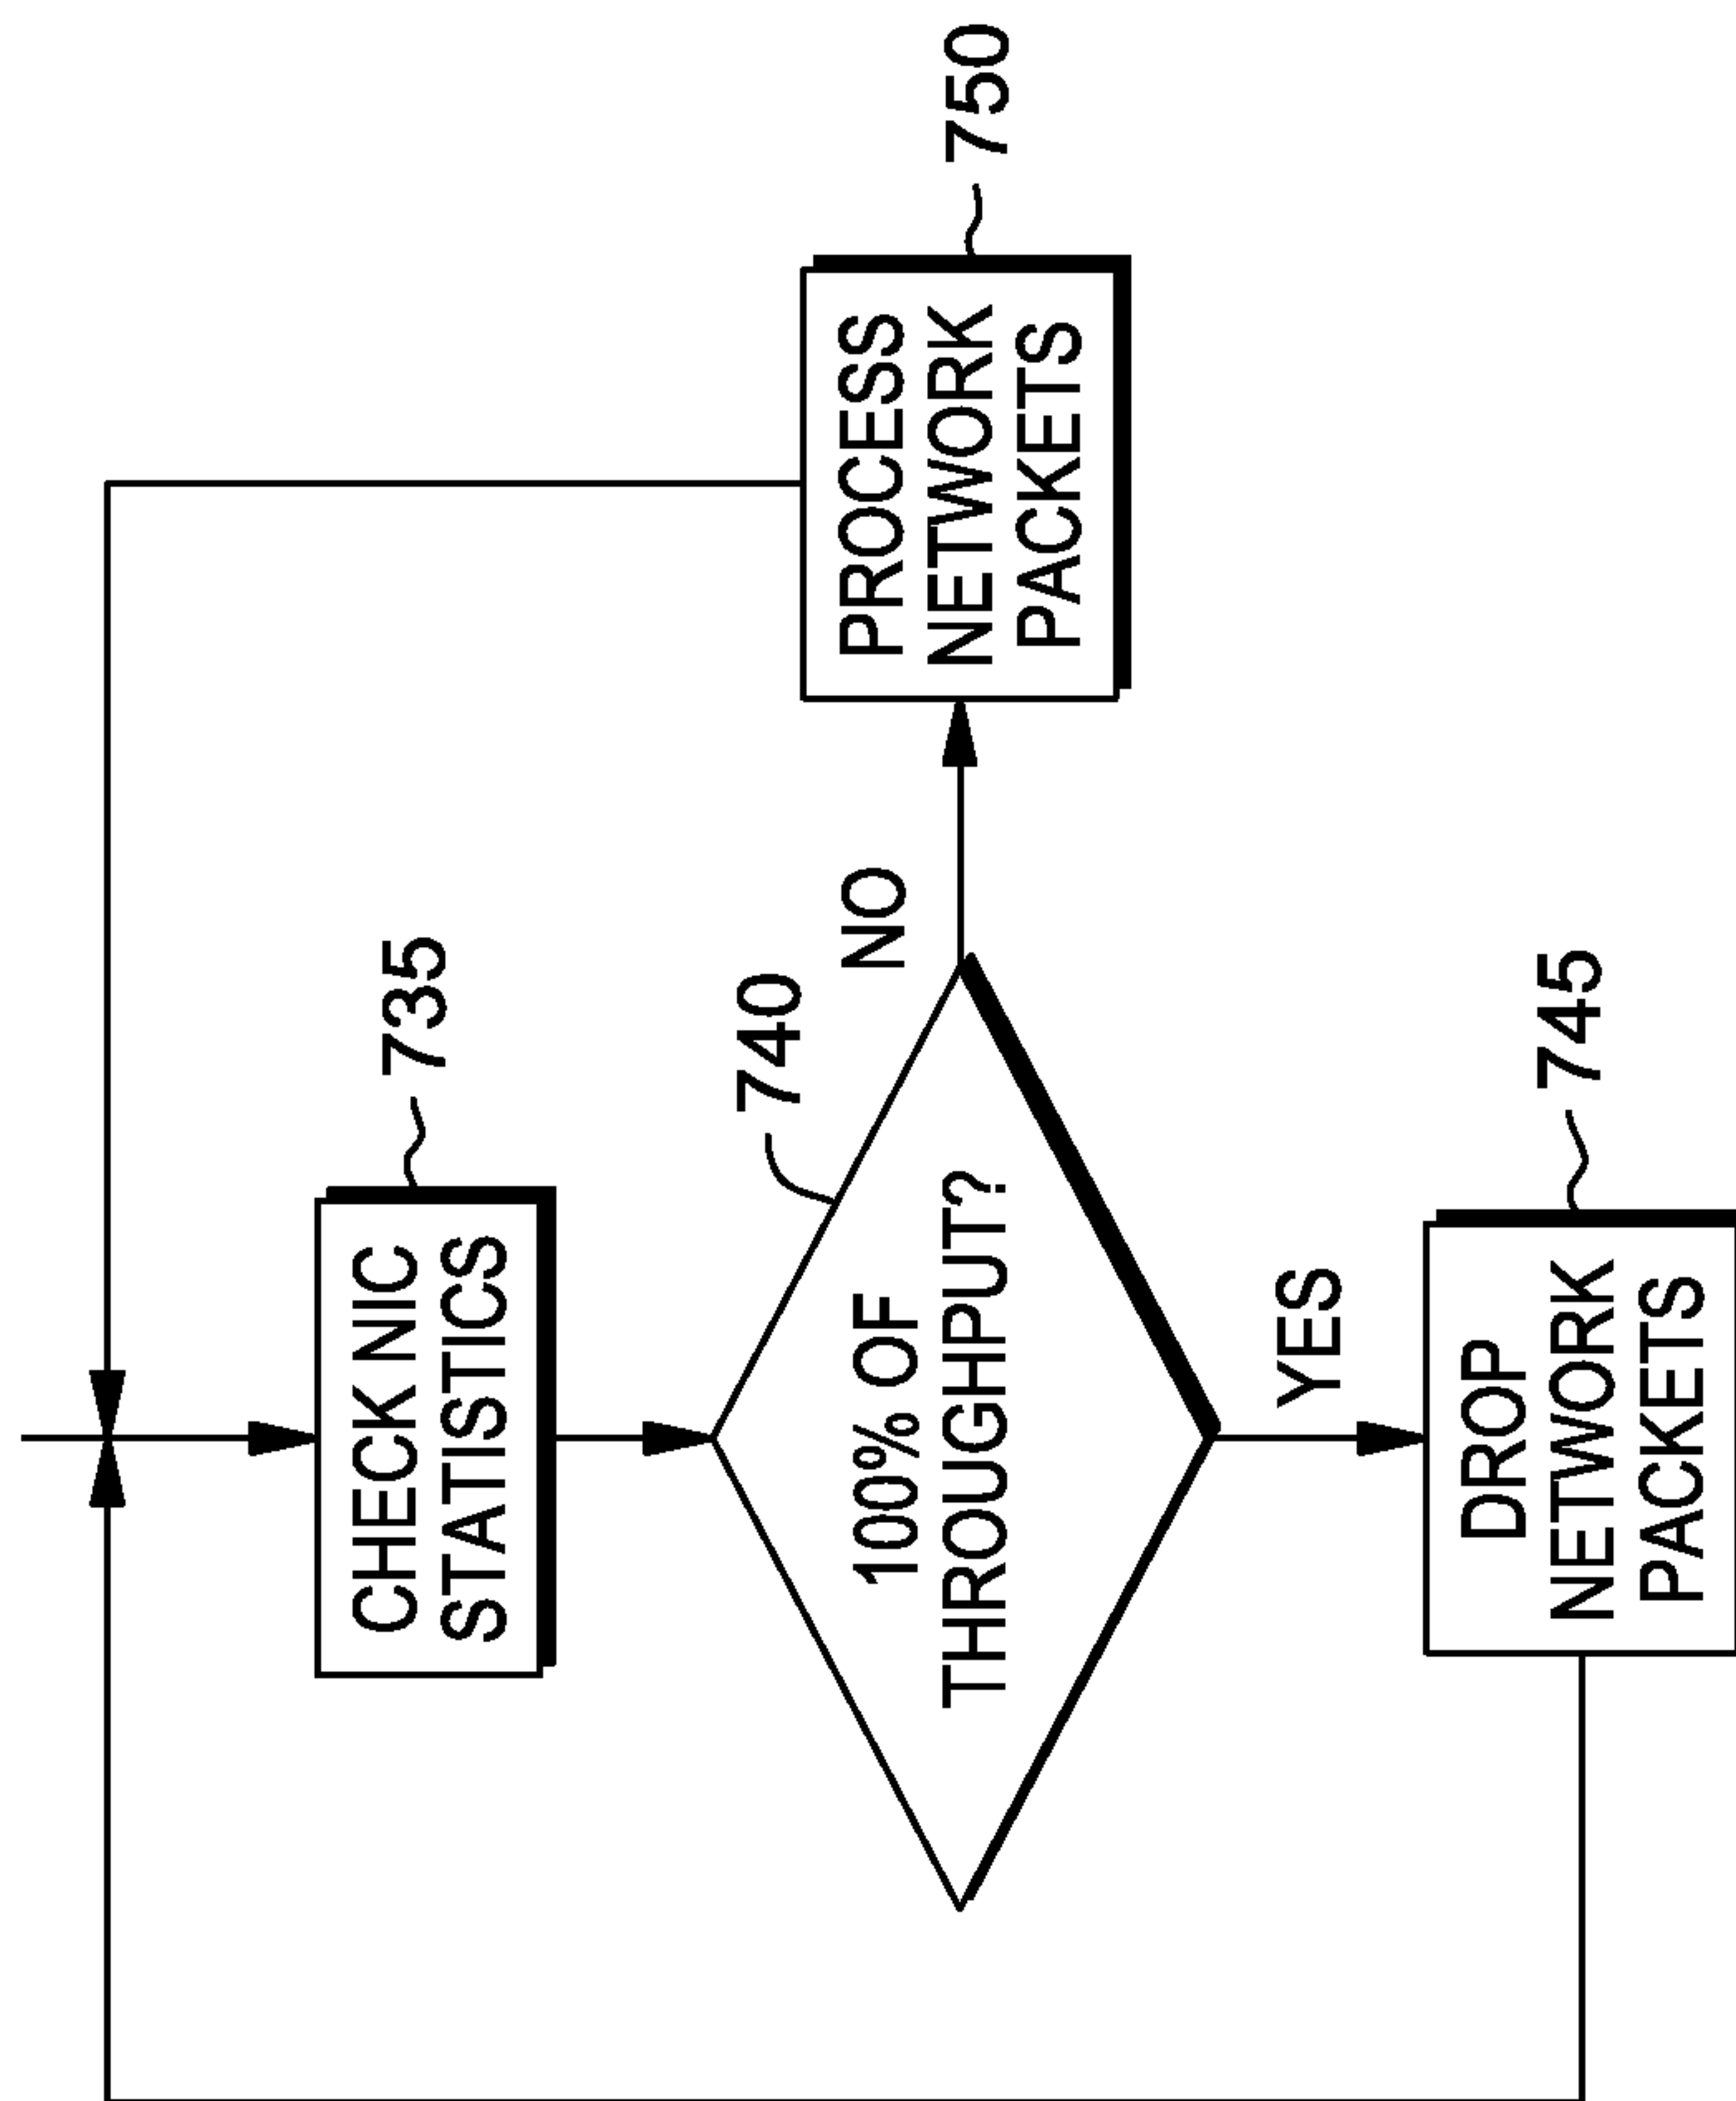 CHECK NIC
STATISTICS
735
740
100% OF
THROUGHPUT?
NO
PROCESS
NETWORK
PACKETS
750
YES
DROP
NETWORK
PACKETS
745